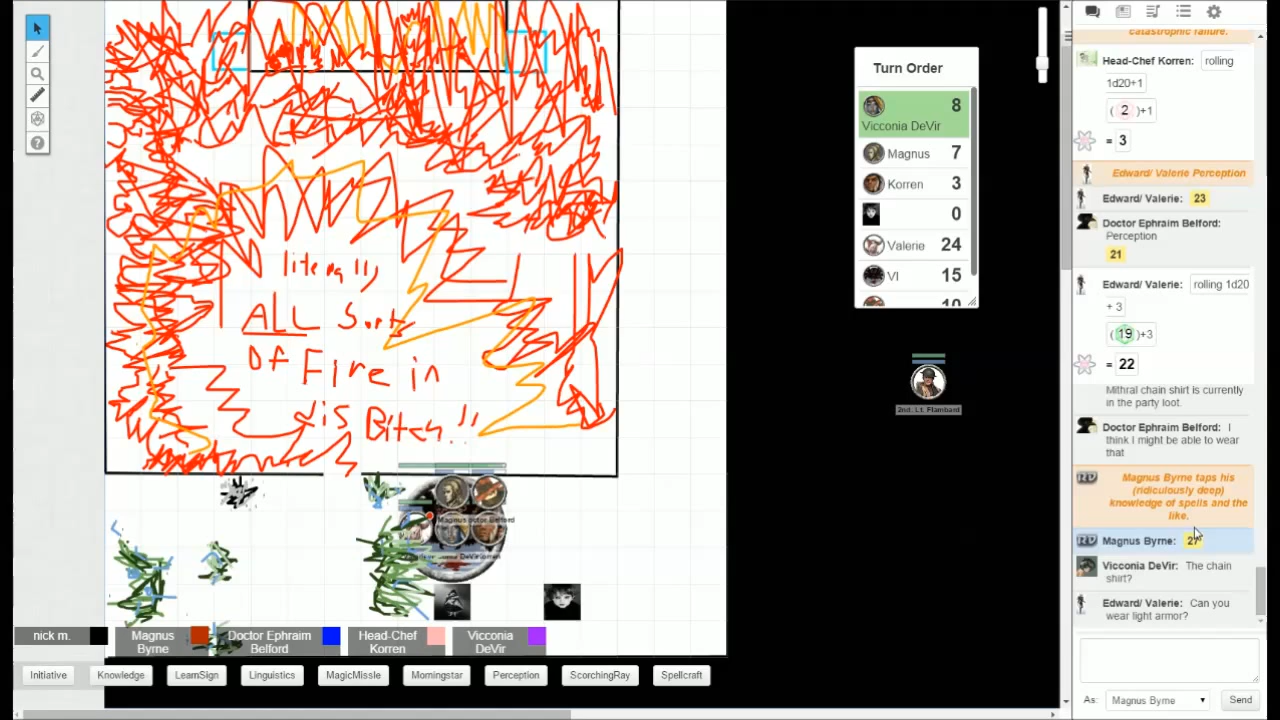 literally
ALL Sorts
Of Fire in
dis Bitch!!
Turn Order
8
Vicconia DeVir
Magnus 7
Korren 3
0
Valerie 24
VI 15
10
2nd. Lt. Flambard
nick m.
Magnus Byrne
Doctor Ephraim Belford
Head-Chef Korren
Vicconia DeVir
Initiative
Knowledge
LearnSign
Linguistics
MagicMissle
Morningstar
Perception
ScorchingRay
Spellcraft
catastrophic failure.
Head-Chef Korren: rolling
1d20+1
(2)+1
= 3
Edward/ Valerie Perception
Edward/ Valerie: 23
Doctor Ephraim Belford:
Perception
21
Edward/ Valerie: rolling 1d20
+ 3
(19)+3
= 22
Mithral chain shirt is currently
in the party loot.
Doctor Ephraim Belford: I
think I might be able to wear
that
Magnus Byrne taps his
(ridiculously deep)
knowledge of spells and the
like.
Magnus Byrne: 27
Vicconia DeVir: The chain
shirt?
Edward/ Valerie: Can you
wear light armor?
As: Magnus Byrne
Send